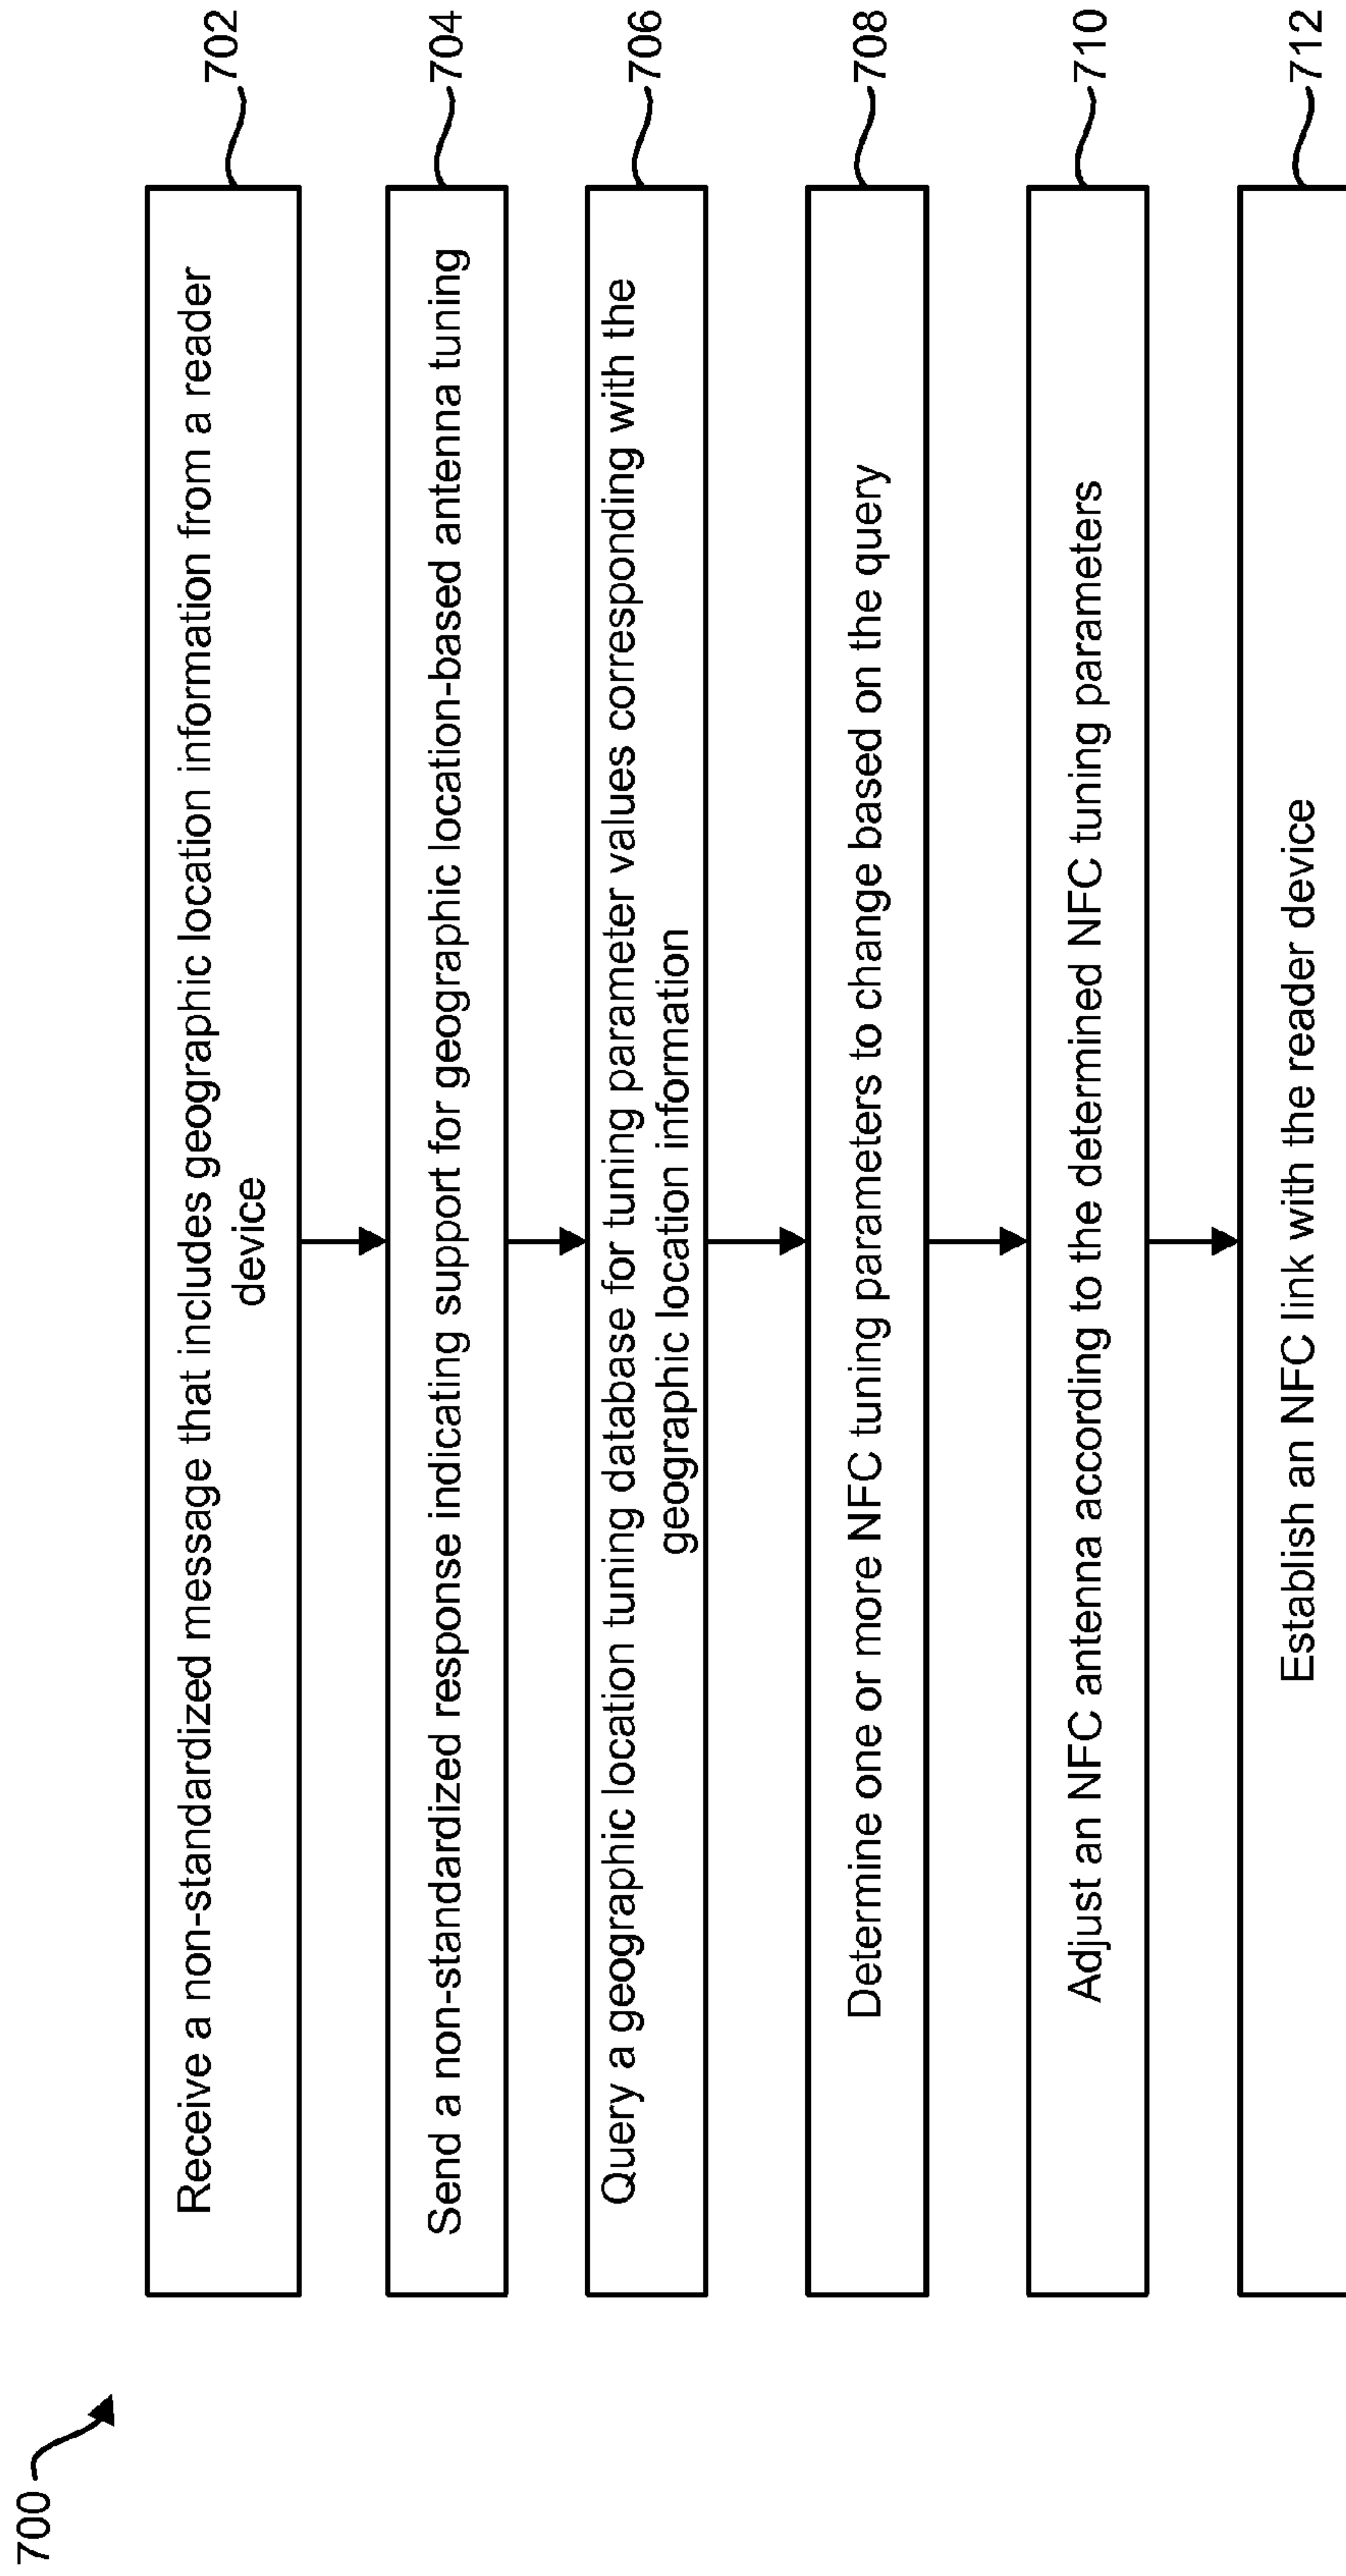 700
Receive a non-standardized message that includes geographic location information from a reader
device
702
Send a non-standardized response indicating support for geographic location-based antenna tuning
704
Query a geographic location tuning database for tuning parameter values corresponding with the
geographic location information
706
Determine one or more NFC tuning parameters to change based on the query
708
Adjust an NFC antenna according to the determined NFC tuning parameters
710
Establish an NFC link with the reader device
712